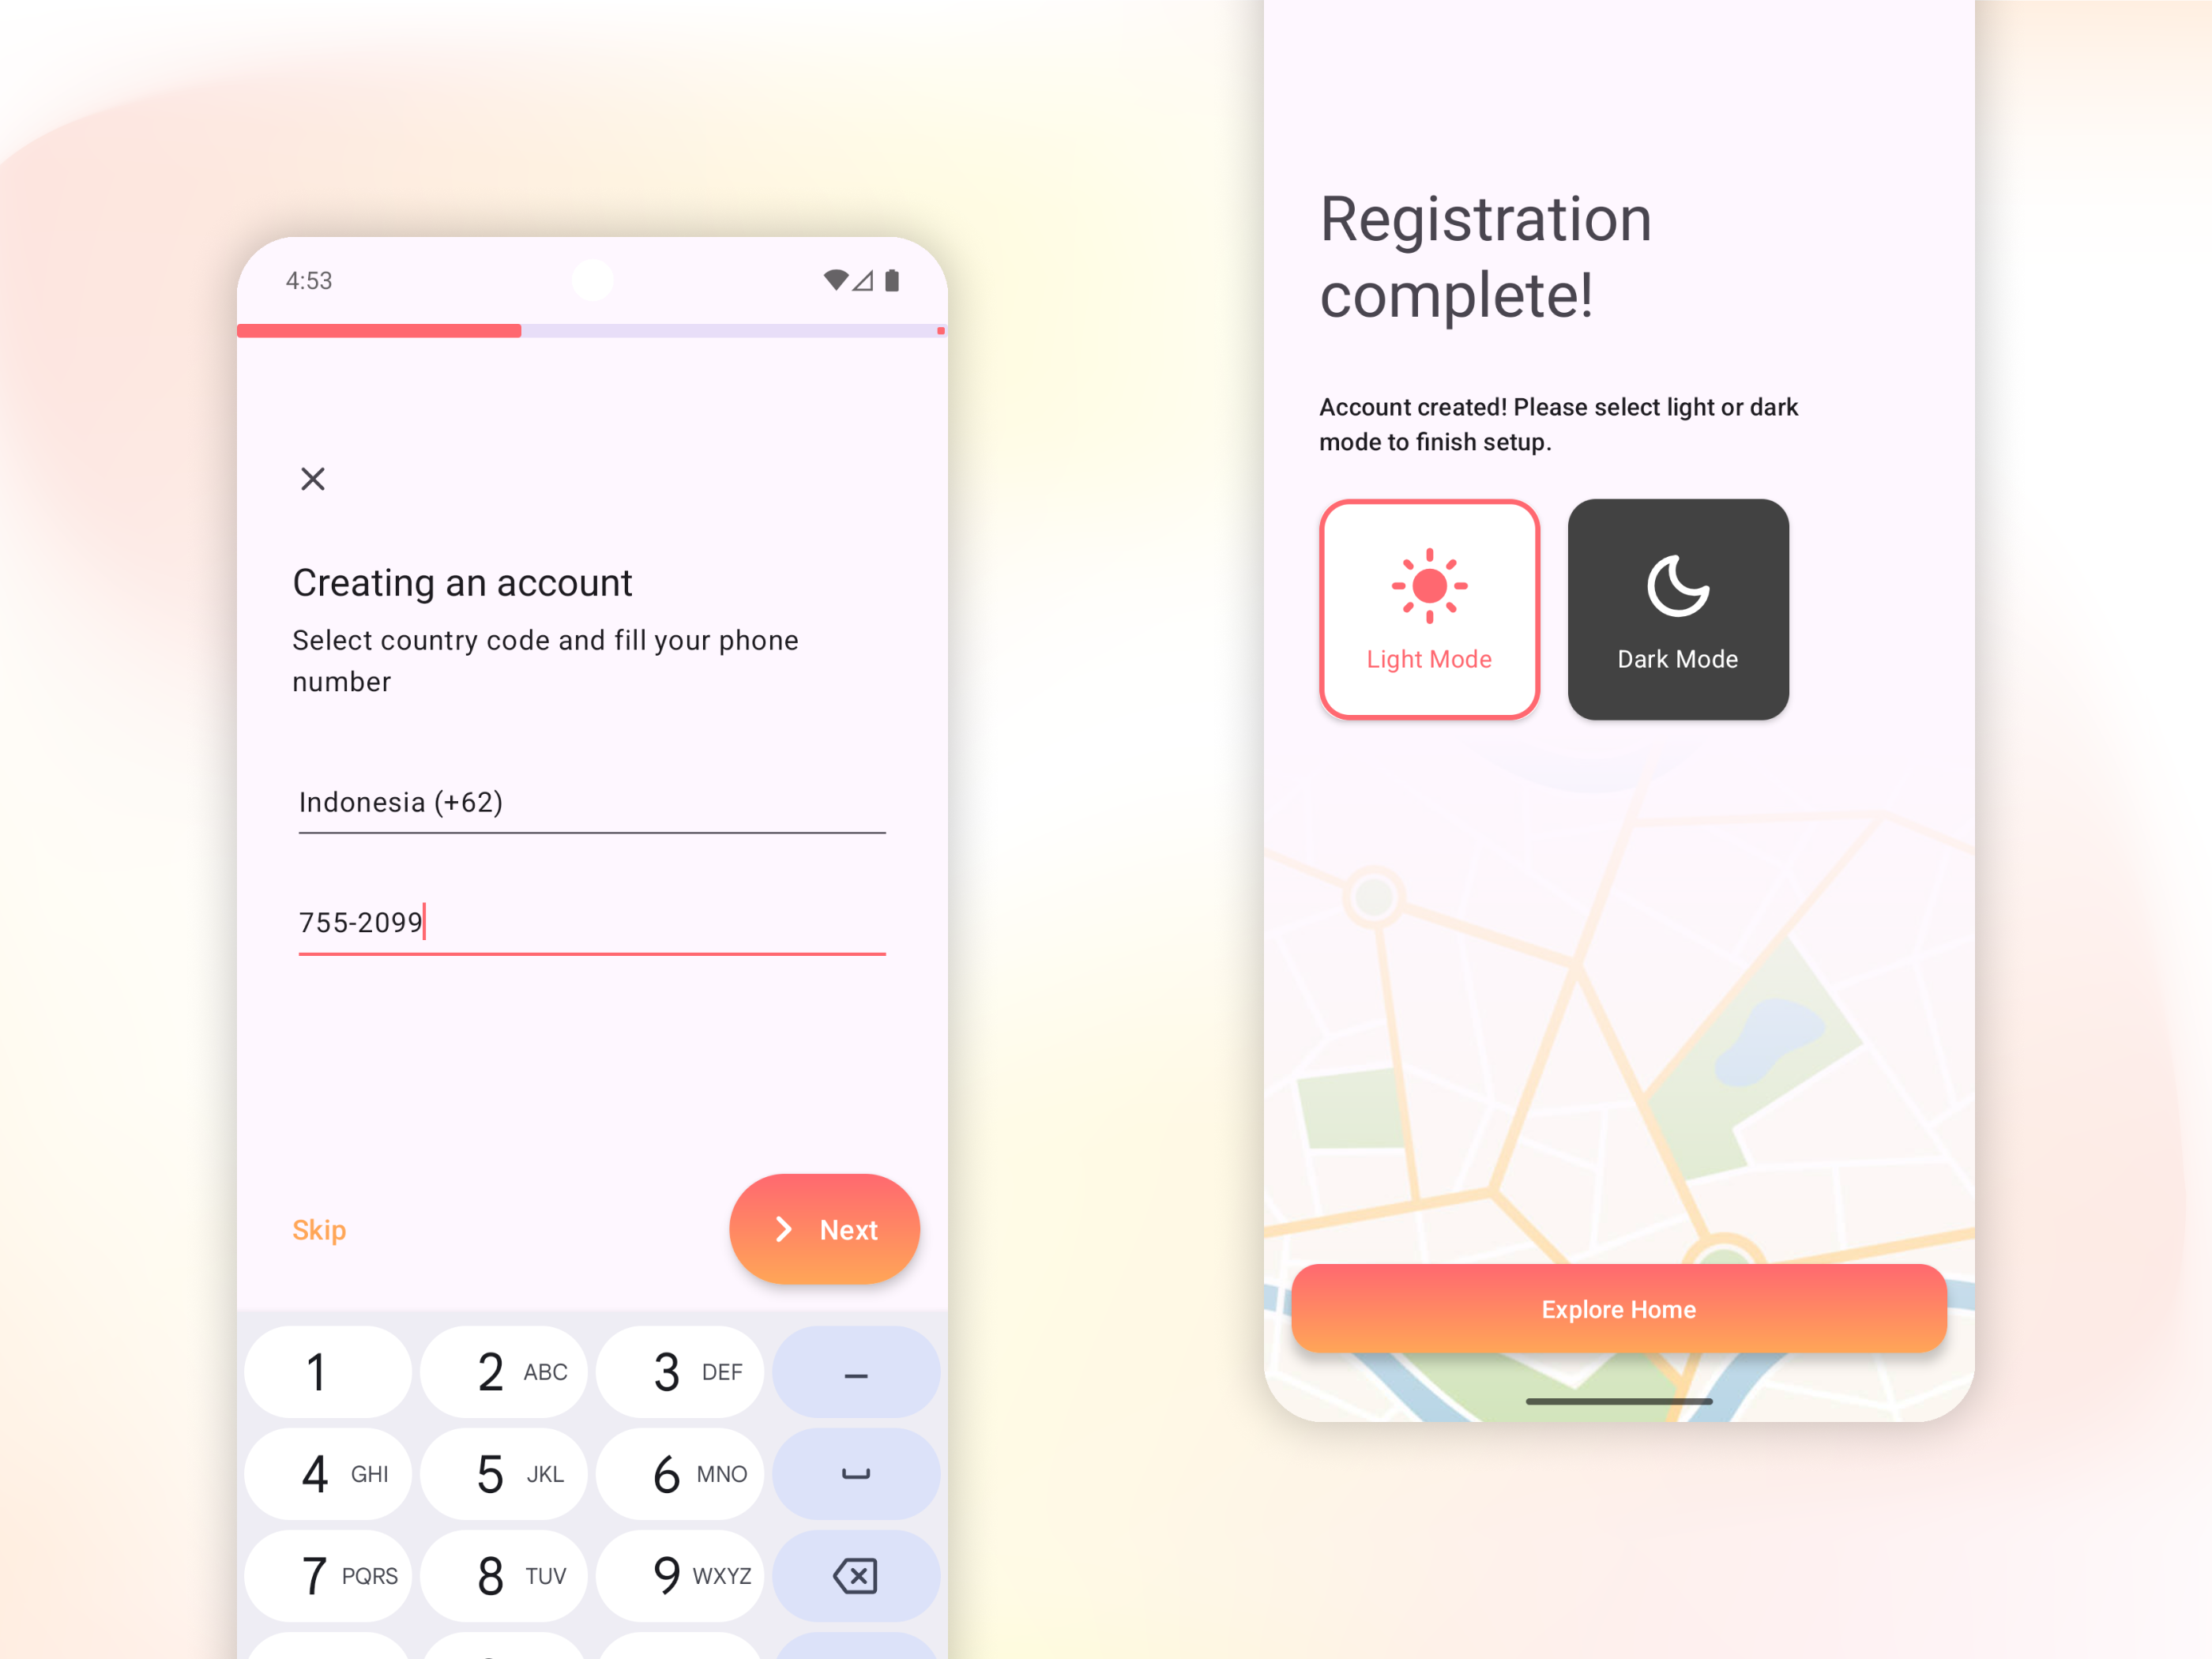 4:53
Creating an account
Select country code and fill your phone
number
Indonesia (+62)
755-2099
Skip
Next
1
2 ABC
3 DEF
4 GHI
5 JKL
6 MNO
7 PQRS
8 TUV
9 WXYZ
Registration
complete!
Account created! Please select light or dark
mode to finish setup.
Light Mode
Dark Mode
Explore Home